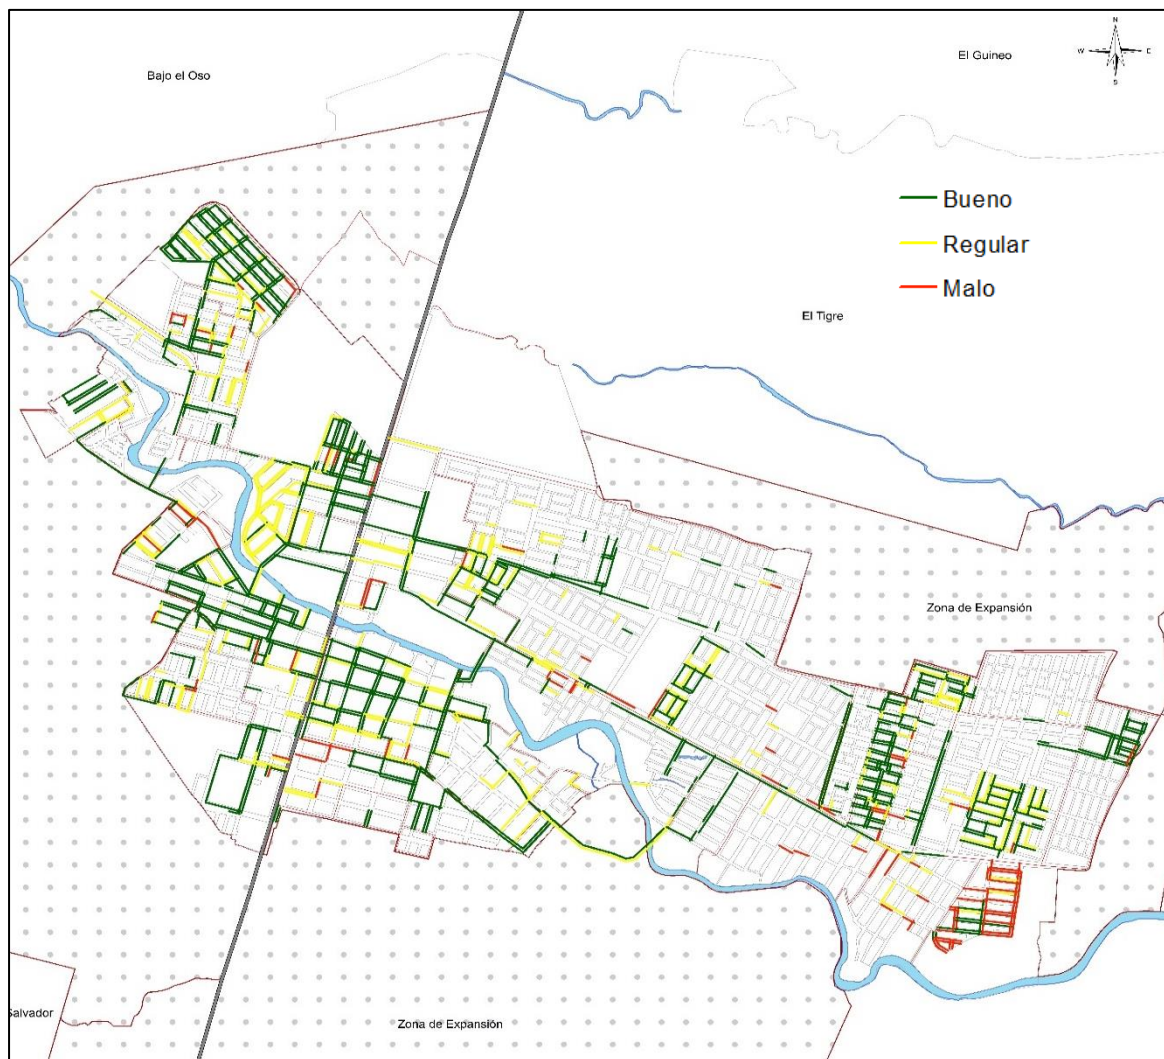 N
El Guineo
W E
S
Bajo el Oso
Bueno
Regular
Malo
El Tigre
Zona de Expansión
Salvador
Zona de Expansión